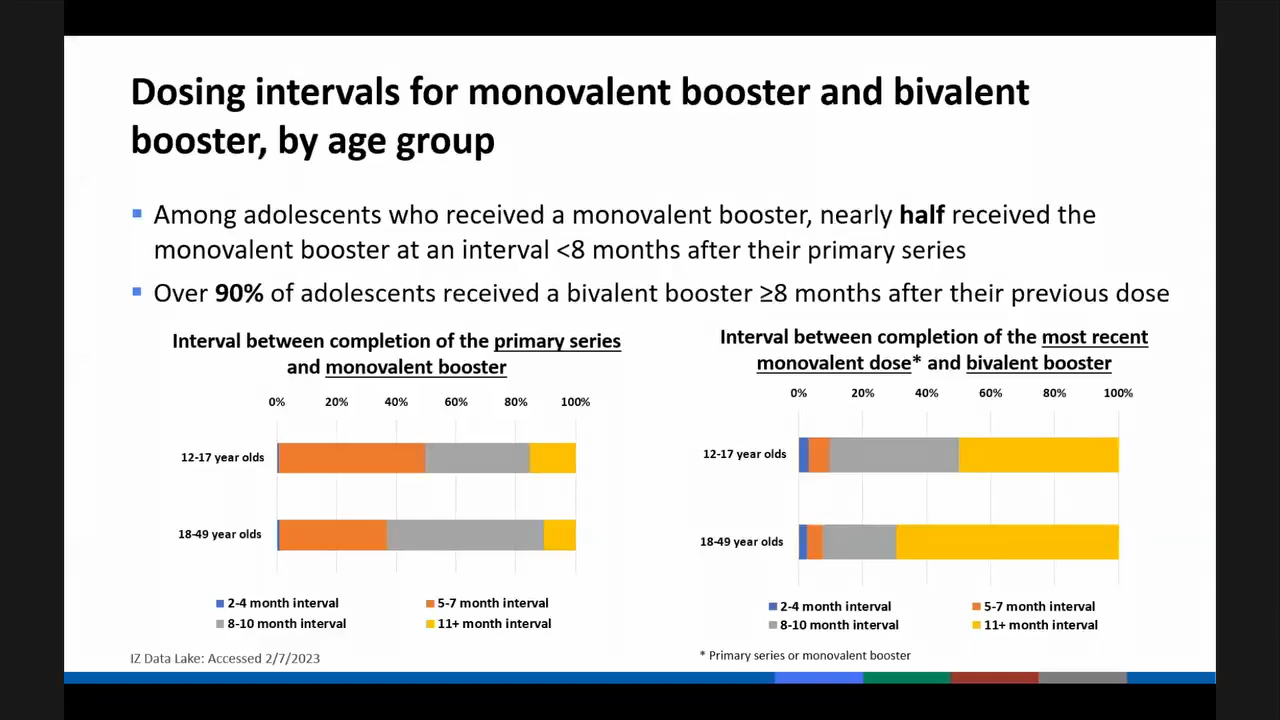 Dosing intervals for monovalent booster and bivalent
booster, by age group
Among adolescents who received a monovalent booster, nearly half received the
monovalent booster at an interval <8 months after their primary series
Over 90% of adolescents received a bivalent booster ≥8 months after their previous dose
Interval between completion of the primary series
and monovalent booster
0% 20% 40% 60% 80% 100%
12-17 year olds
18-49 year olds
2-4 month interval 5-7 month interval
8-10 month interval 11+ month interval
Interval between completion of the most recent
monovalent dose* and bivalent booster
0% 20% 40% 60% 80% 100%
12-17 year olds
18-49 year olds
2-4 month interval 5-7 month interval
8-10 month interval 11+ month interval
IZ Data Lake: Accessed 2/7/2023
* Primary series or monovalent booster